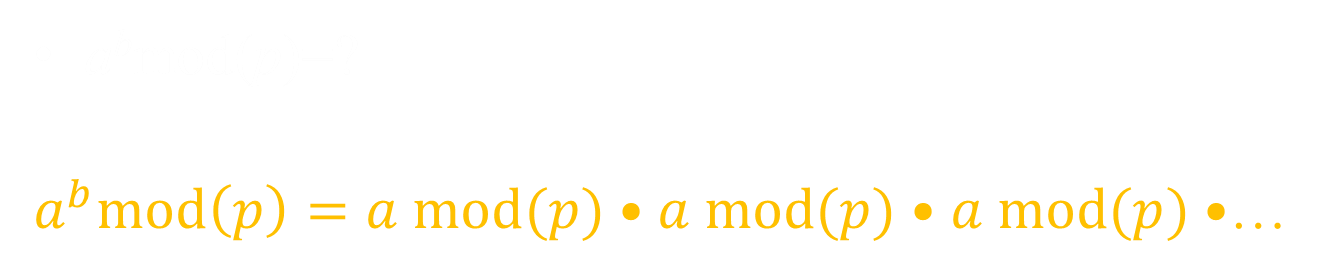 a^b mod(p) = a mod(p) • a mod(p) • a mod(p) •…